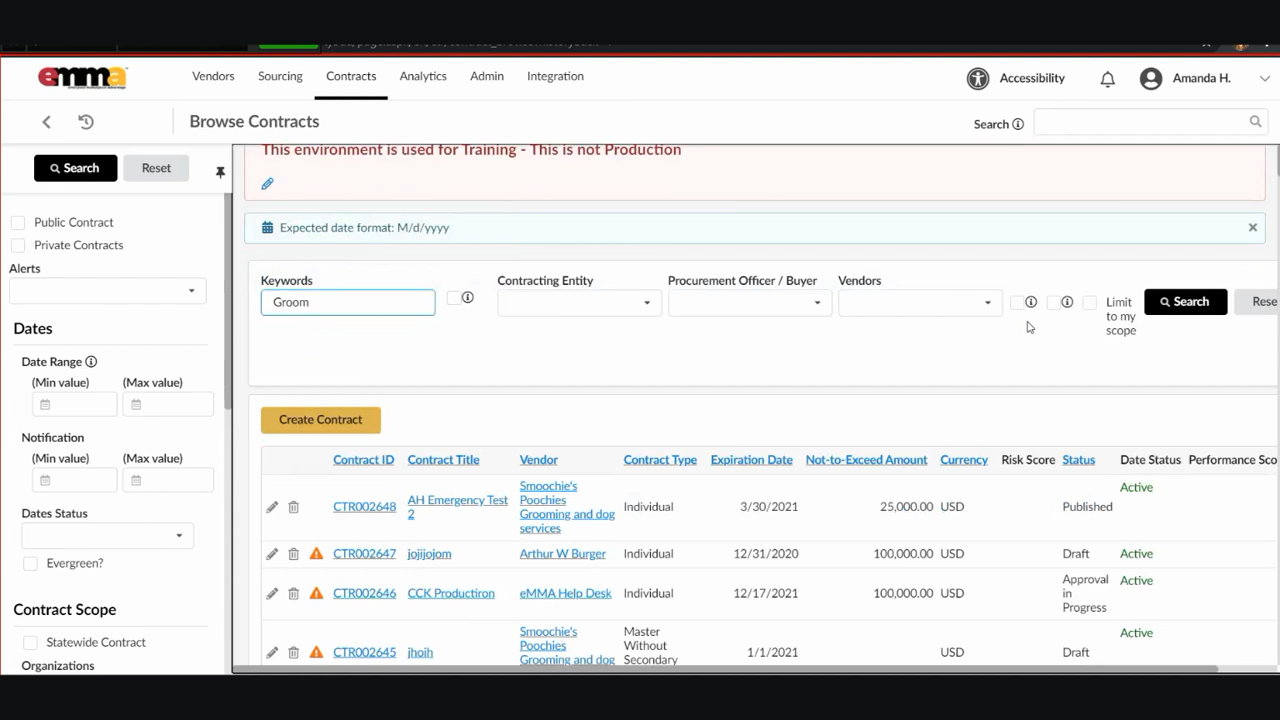 emma
Vendors
Sourcing
Contracts
Analytics
Admin
Integration
Accessibility
Amanda H.
Browse Contracts
Search
Search
Reset
Public Contract
Private Contracts
Alerts
Dates
Date Range
(Min value) (Max value)
Notification
(Min value) (Max value)
Dates Status
Evergreen?
Contract Scope
Statewide Contract
Organizations
This environment is used for Training - This is not Production
Expected date format: M/d/yyyy
Keywords
Groom
Contracting Entity
Procurement Officer / Buyer
Vendors
Limit
to my
scope
Search
Rese
Create Contract
Contract ID Contract Title Vendor Contract Type Expiration Date Not-to-Exceed Amount Currency Risk Score Status Date Status Performance Sco
CTR002648
AH Emergency Test
2
Smoochie's
Poochies
Grooming and dog
services
Individual
3/30/2021
25,000.00
USD
Published
Active
CTR002647
jojijojom
Arthur W Burger
Individual
12/31/2020
100,000.00
USD
Draft
Active
CTR002646
CCK Productiron
eMMA Help Desk
Individual
12/17/2021
100,000.00
USD
Approval
in
Progress
Active
CTR002645
jhoih
Smoochie's
Poochies
Grooming and dog
Master
Without
Secondary
1/1/2021
USD
Draft
Active